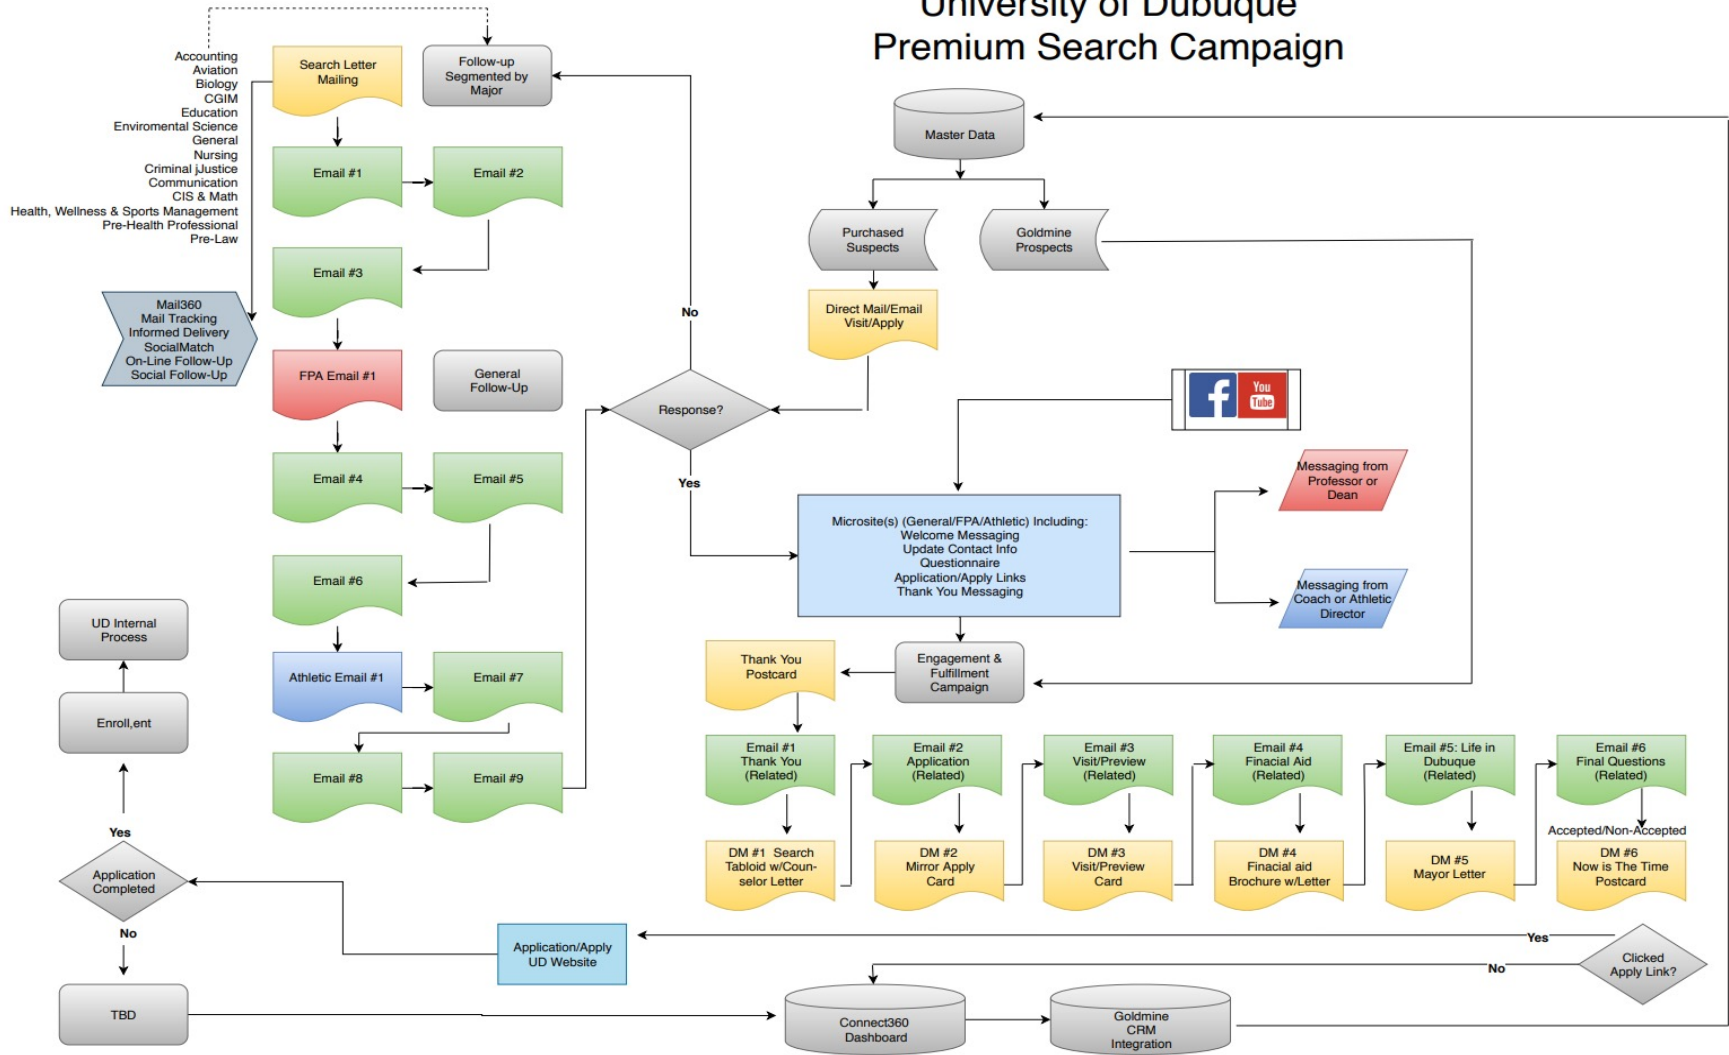 University of Dubuque
Premium Search Campaign
Accounting
Aviation
Biology
CGIM
Education
Enviromental Science
General
Nursing
Criminal jJustice
Communication
CIS & Math
Health, Wellness & Sports Management
Pre-Health Professional
Pre-Law
Search Letter
Mailing
Follow-up
Segmented by
Major
Email #1
Email #2
Email #3
Mail360
Mail Tracking
Informed Delivery
SocialMatch
On-Line Follow-Up
Social Follow-Up
FPA Email #1
General
Follow-Up
Email #4
Email #5
Email #6
Athletic Email #1
Email #7
Email #8
Email #9
Master Data
Purchased
Suspects
Goldmine
Prospects
Direct Mail/Email
Visit/Apply
No
Response?
Yes
f
You
Tube
Microsite(s) (General/FPA/Athletic) Including:
Welcome Messaging
Update Contact Info
Questionnaire
Application/Apply Links
Thank You Messaging
Messaging from
Professor or
Dean
Messaging from
Coach or Athletic
Director
Engagement &
Fulfillment
Campaign
Thank You
Postcard
Email #1
Thank You
(Related)
Email #2
Application
(Related)
Email #3
Visit/Preview
(Related)
Email #4
Finacial Aid
(Related)
Email #5: Life in
Dubuque
(Related)
Email #6
Final Questions
(Related)
Accepted/Non-Accepted
DM #1 Search
Tabloid w/Coun-
selor Letter
DM #2
Mirror Apply
Card
DM #3
Visit/Preview
Card
DM #4
Finacial aid
Brochure w/Letter
DM #5
Mayor Letter
DM #6
Now is The Time
Postcard
UD Internal
Process
Enroll,ent
Yes
Application
Completed
No
TBD
Application/Apply
UD Website
Yes
No
Clicked
Apply Link?
Connect360
Dashboard
Goldmine
CRM
Integration